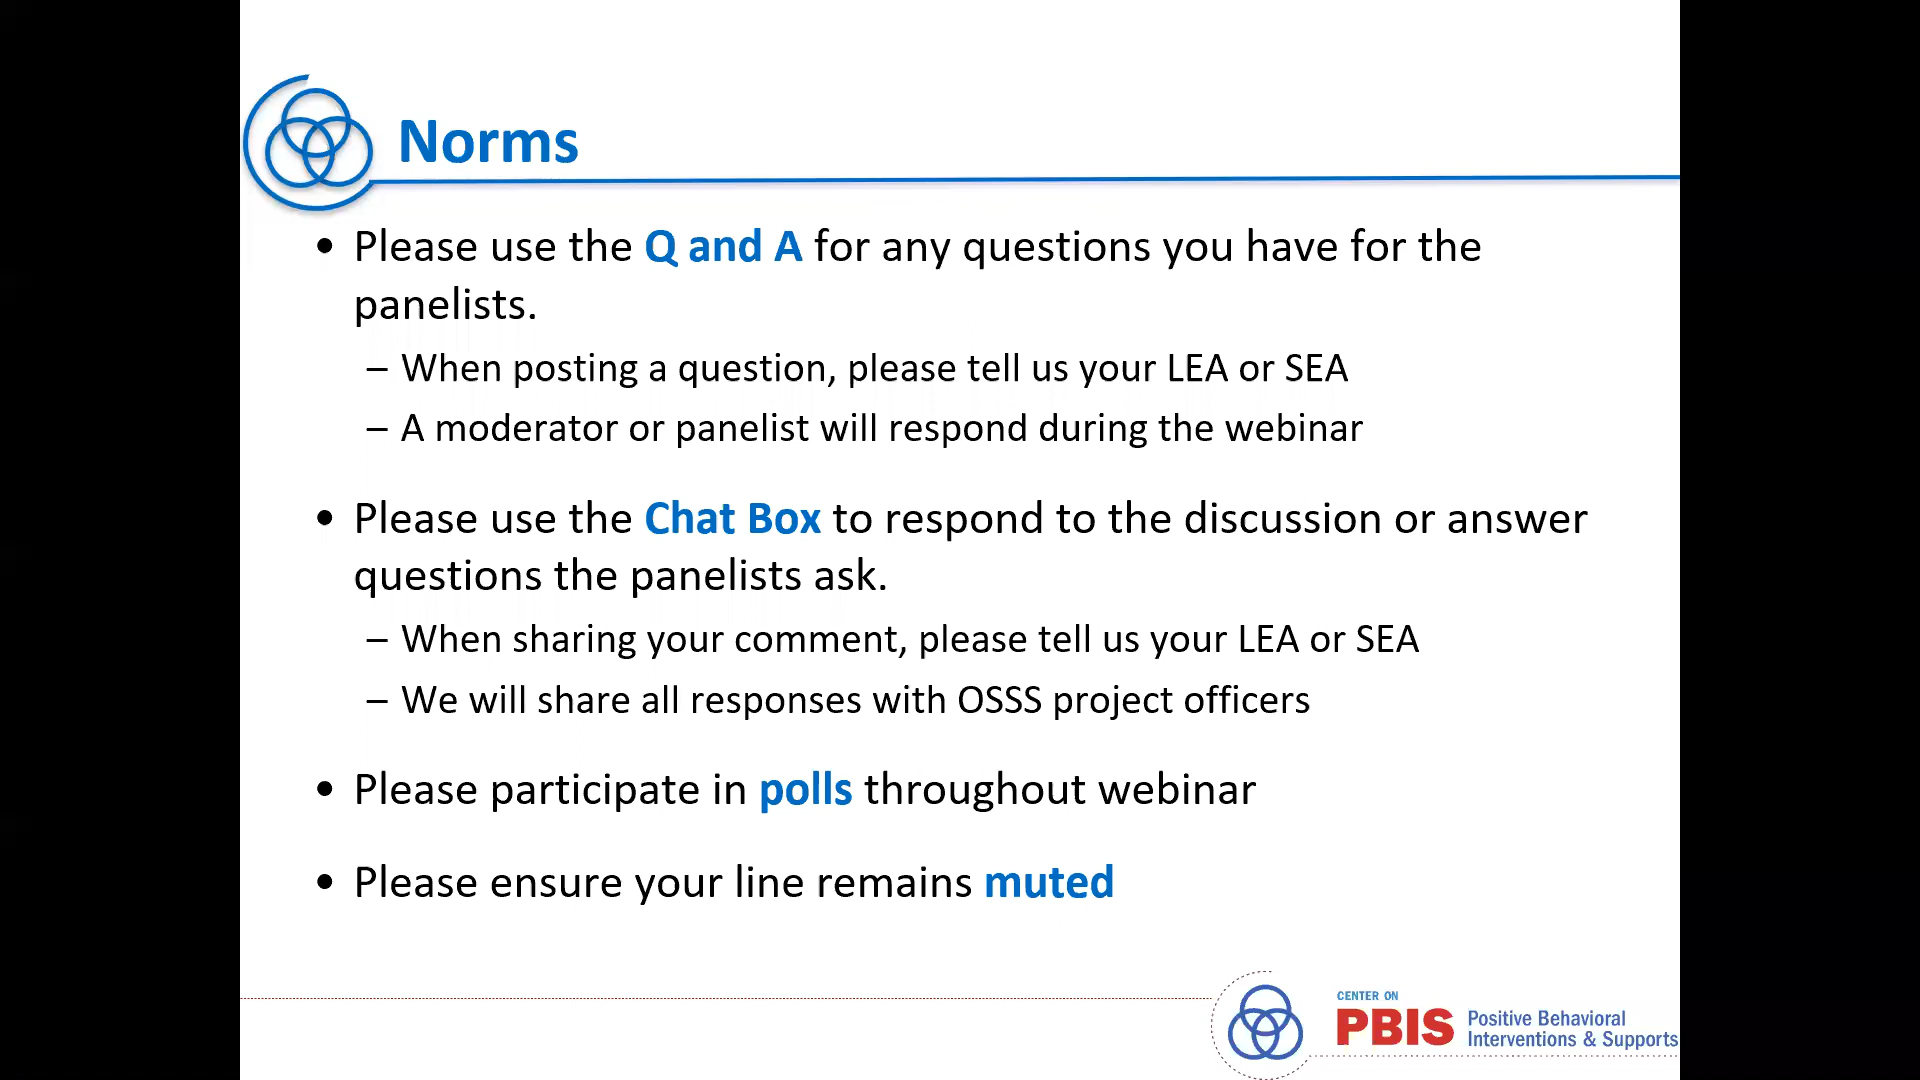 Norms
• Please use the Q and A for any questions you have for the
panelists.
– When posting a question, please tell us your LEA or SEA
– A moderator or panelist will respond during the webinar
• Please use the Chat Box to respond to the discussion or answer
questions the panelists ask.
– When sharing your comment, please tell us your LEA or SEA
– We will share all responses with OSSS project officers
• Please participate in polls throughout webinar
• Please ensure your line remains muted
CENTER ON
PBIS Positive Behavioral
Interventions & Supports